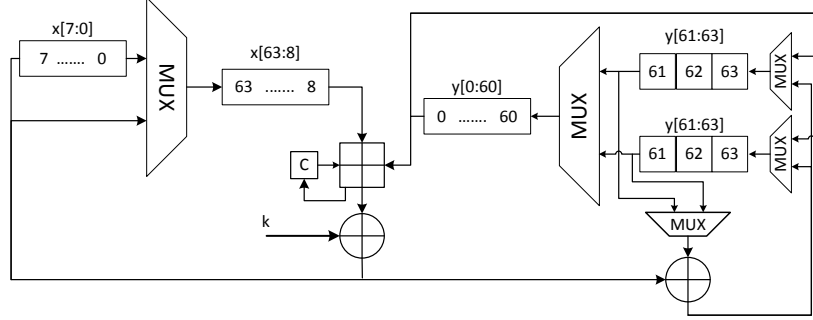 x[7:0]
7 ....... 0
MUX
x[63:8]
63 ....... 8
C
k
y[0:60]
0 ....... 60
MUX
y[61:63]
61 62 63
MUX
y[61:63]
61 62 63
MUX
MUX